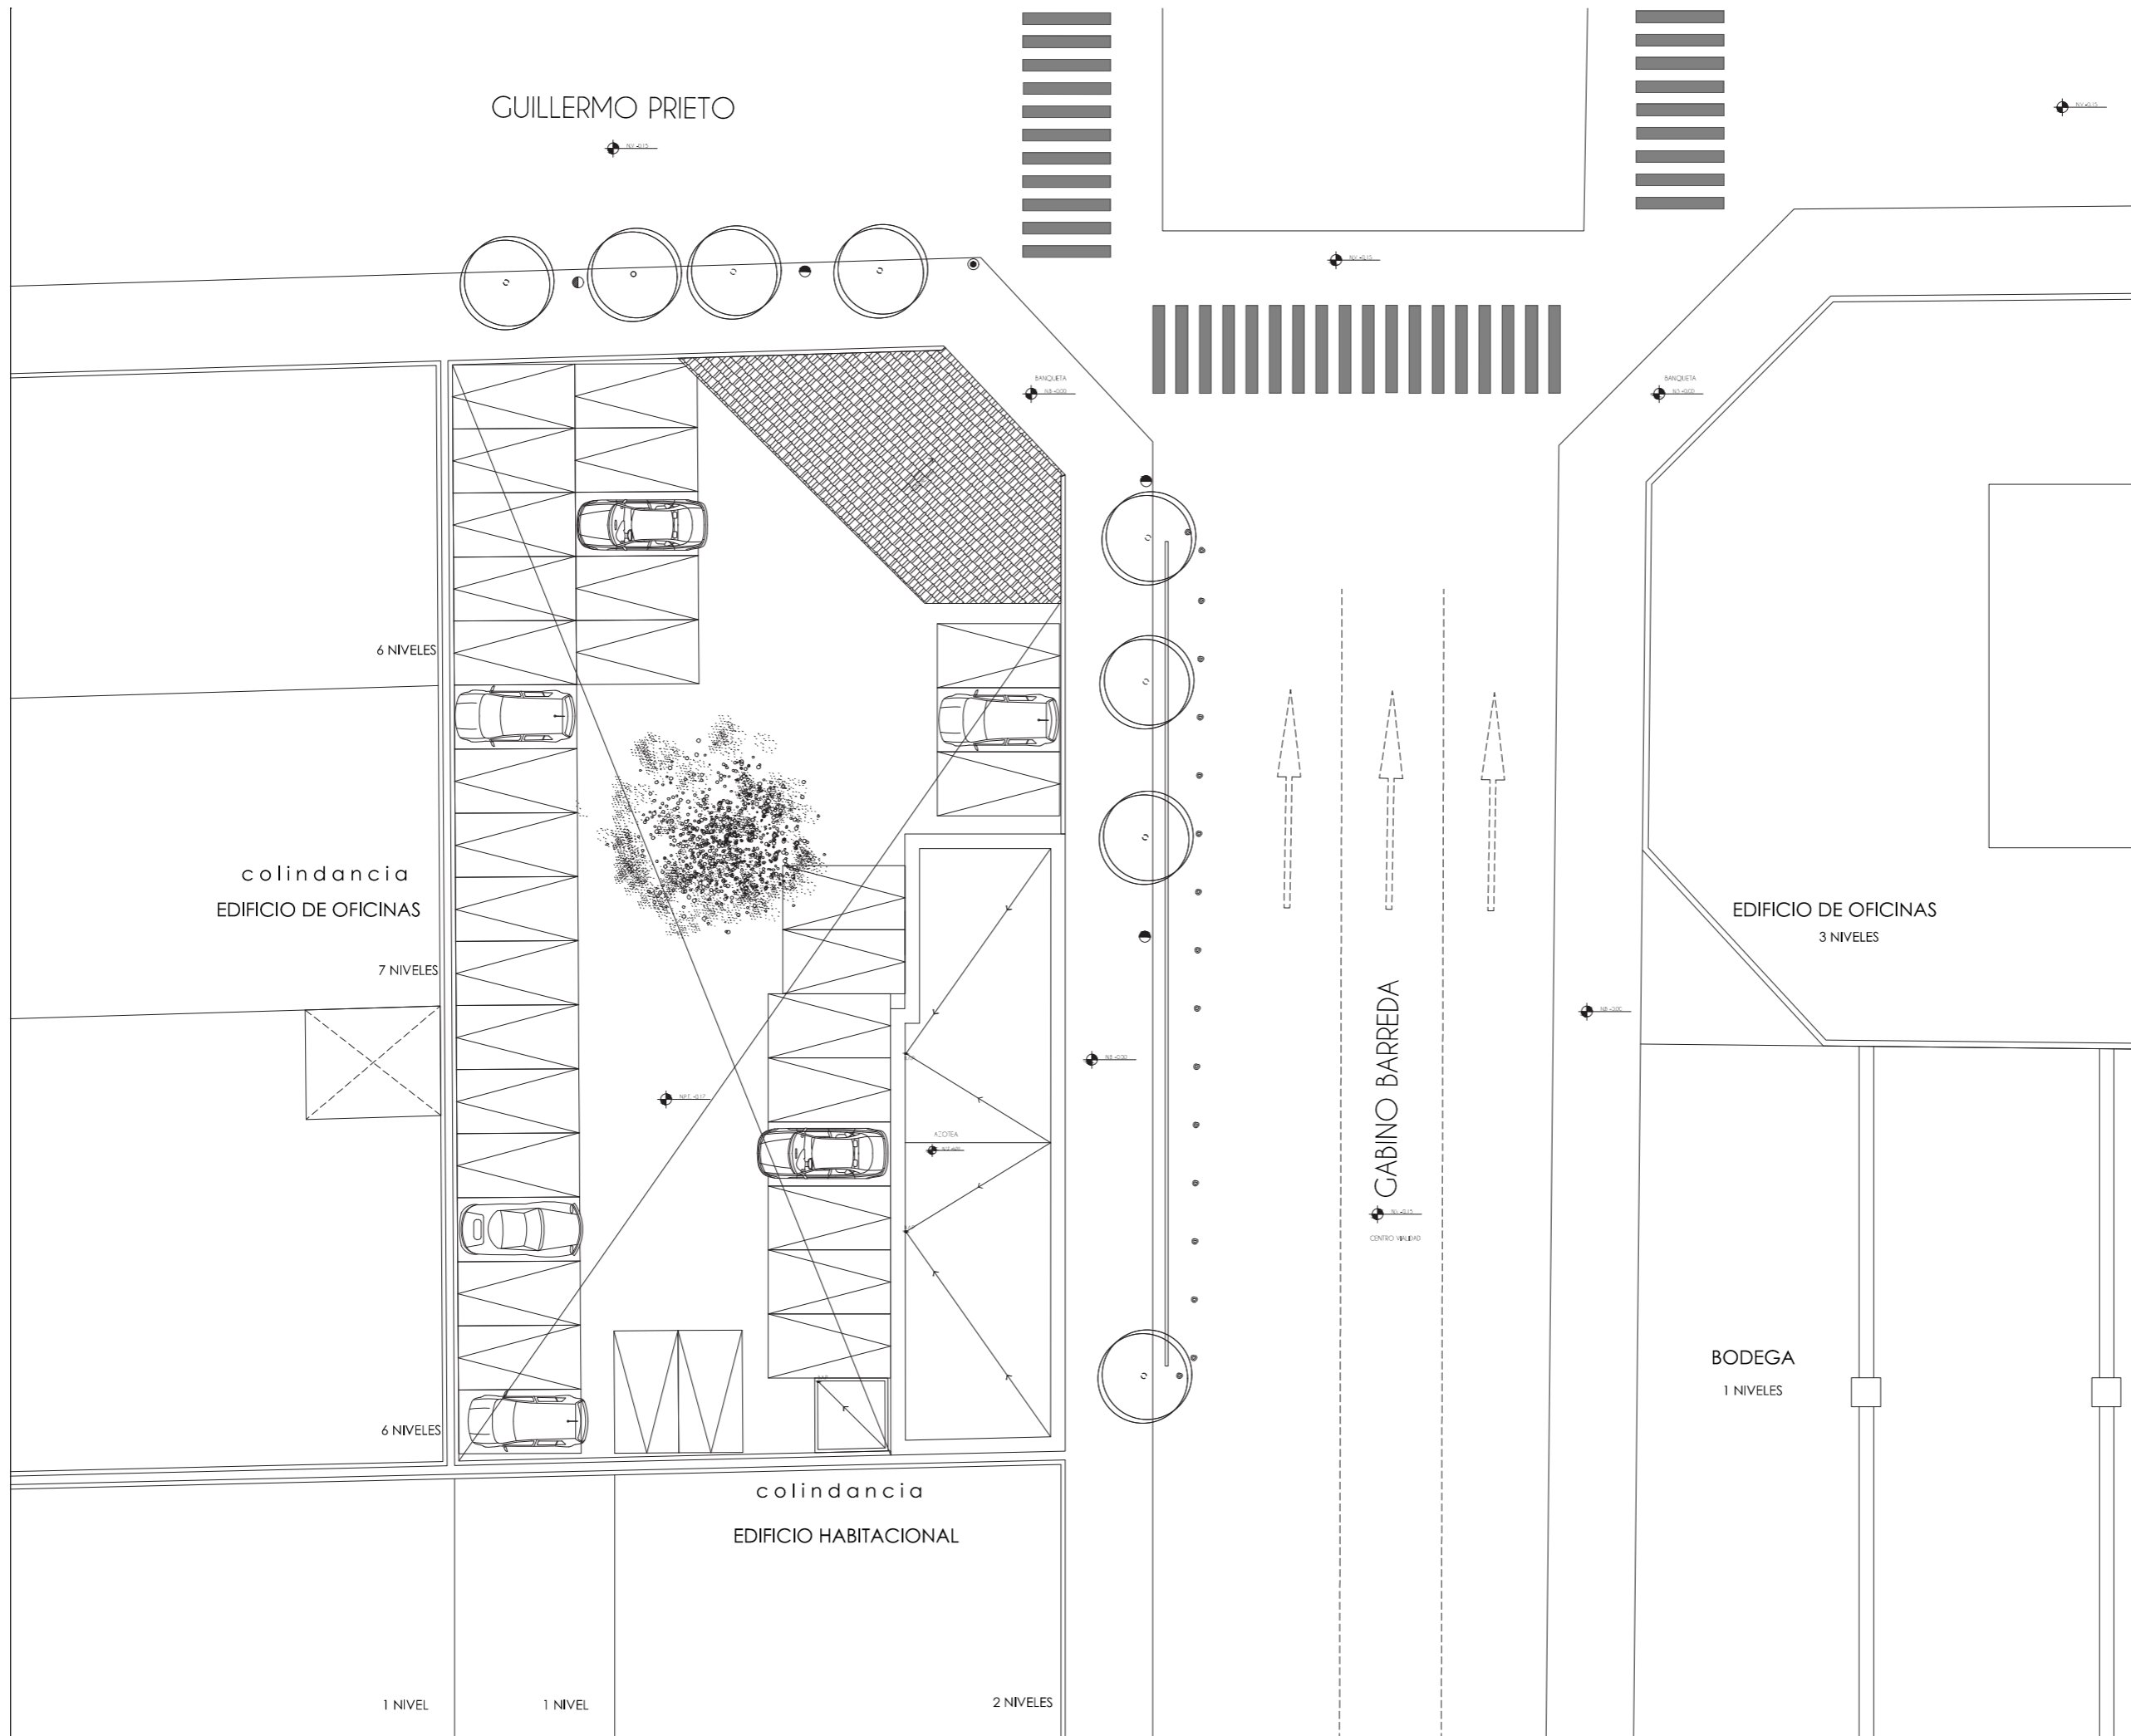 GUILLERMO PRIETO
BANQUETA
BANQUETA
6 NIVELES
colindancia
EDIFICIO DE OFICINAS
7 NIVELES
EDIFICIO DE OFICINAS
3 NIVELES
GABINO BARREDA
AZOTEA
CENTRO VIALIDAD
BODEGA
1 NIVELES
6 NIVELES
colindancia
EDIFICIO HABITACIONAL
1 NIVEL
1 NIVEL
2 NIVELES